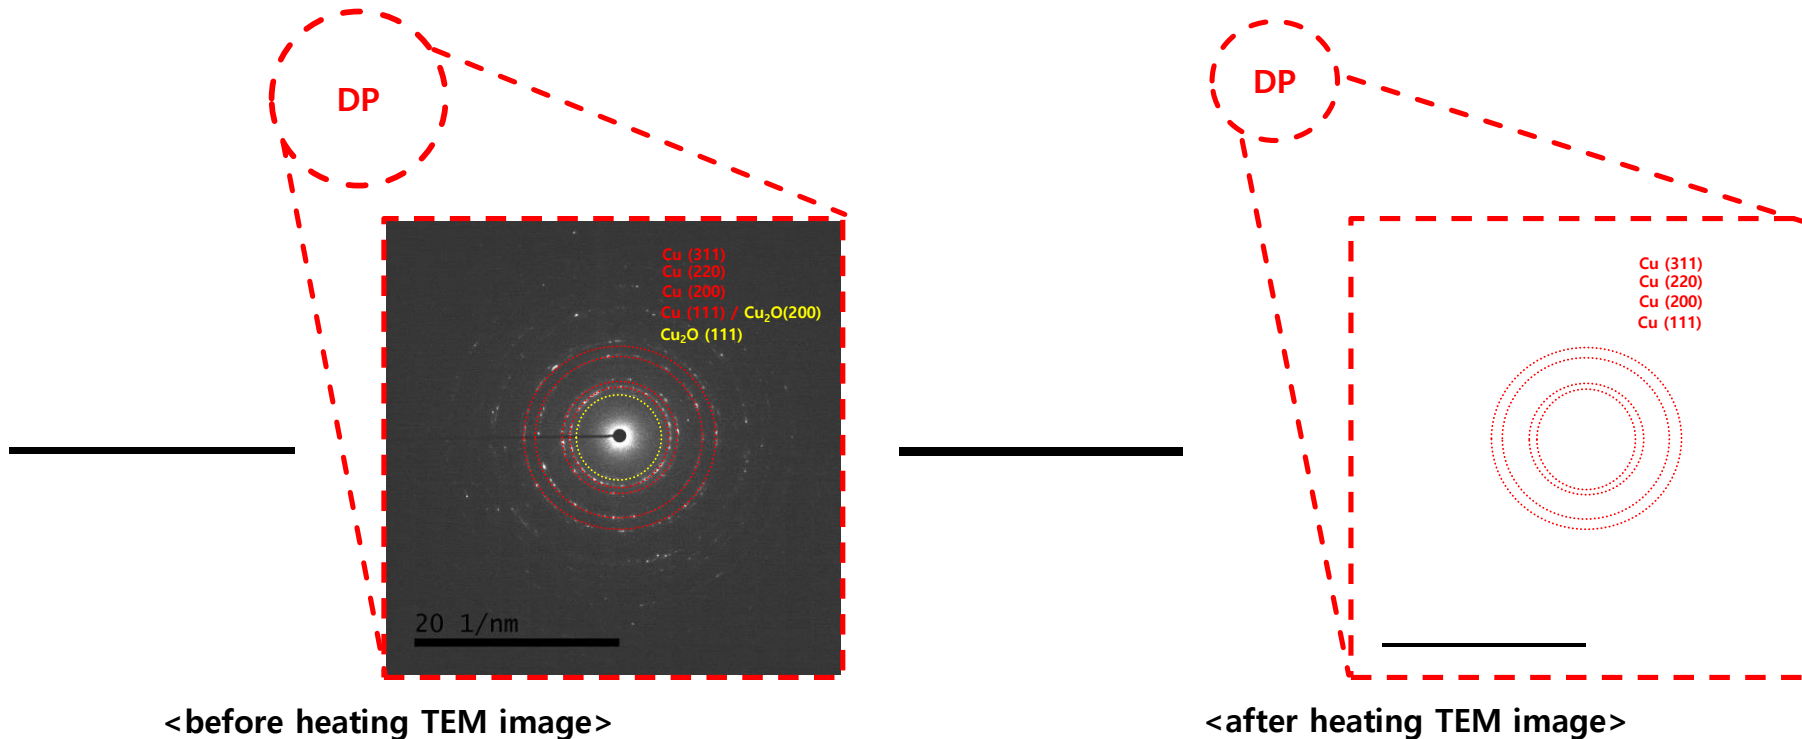 DP
Cu (311)
Cu (220)
Cu (200)
Cu (111) / Cu₂O(200)
Cu₂O (111)
20 1/nm
<before heating TEM image>
DP
Cu (311)
Cu (220)
Cu (200)
Cu (111)
<after heating TEM image>